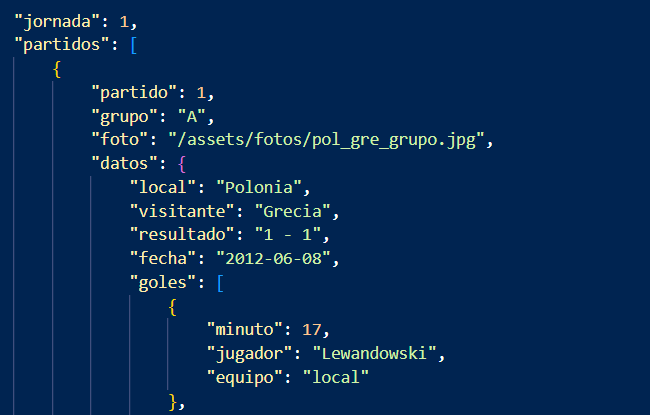 "jornada": 1,
"partidos": [
{
"partido": 1,
"grupo": "A",
"foto": "/assets/fotos/pol_gre_grupo.jpg",
"datos": {
"local": "Polonia",
"visitante": "Grecia",
"resultado": "1 - 1",
"fecha": "2012-06-08",
"goles": [
{
"minuto": 17,
"jugador": "Lewandowski",
"equipo": "local"
},